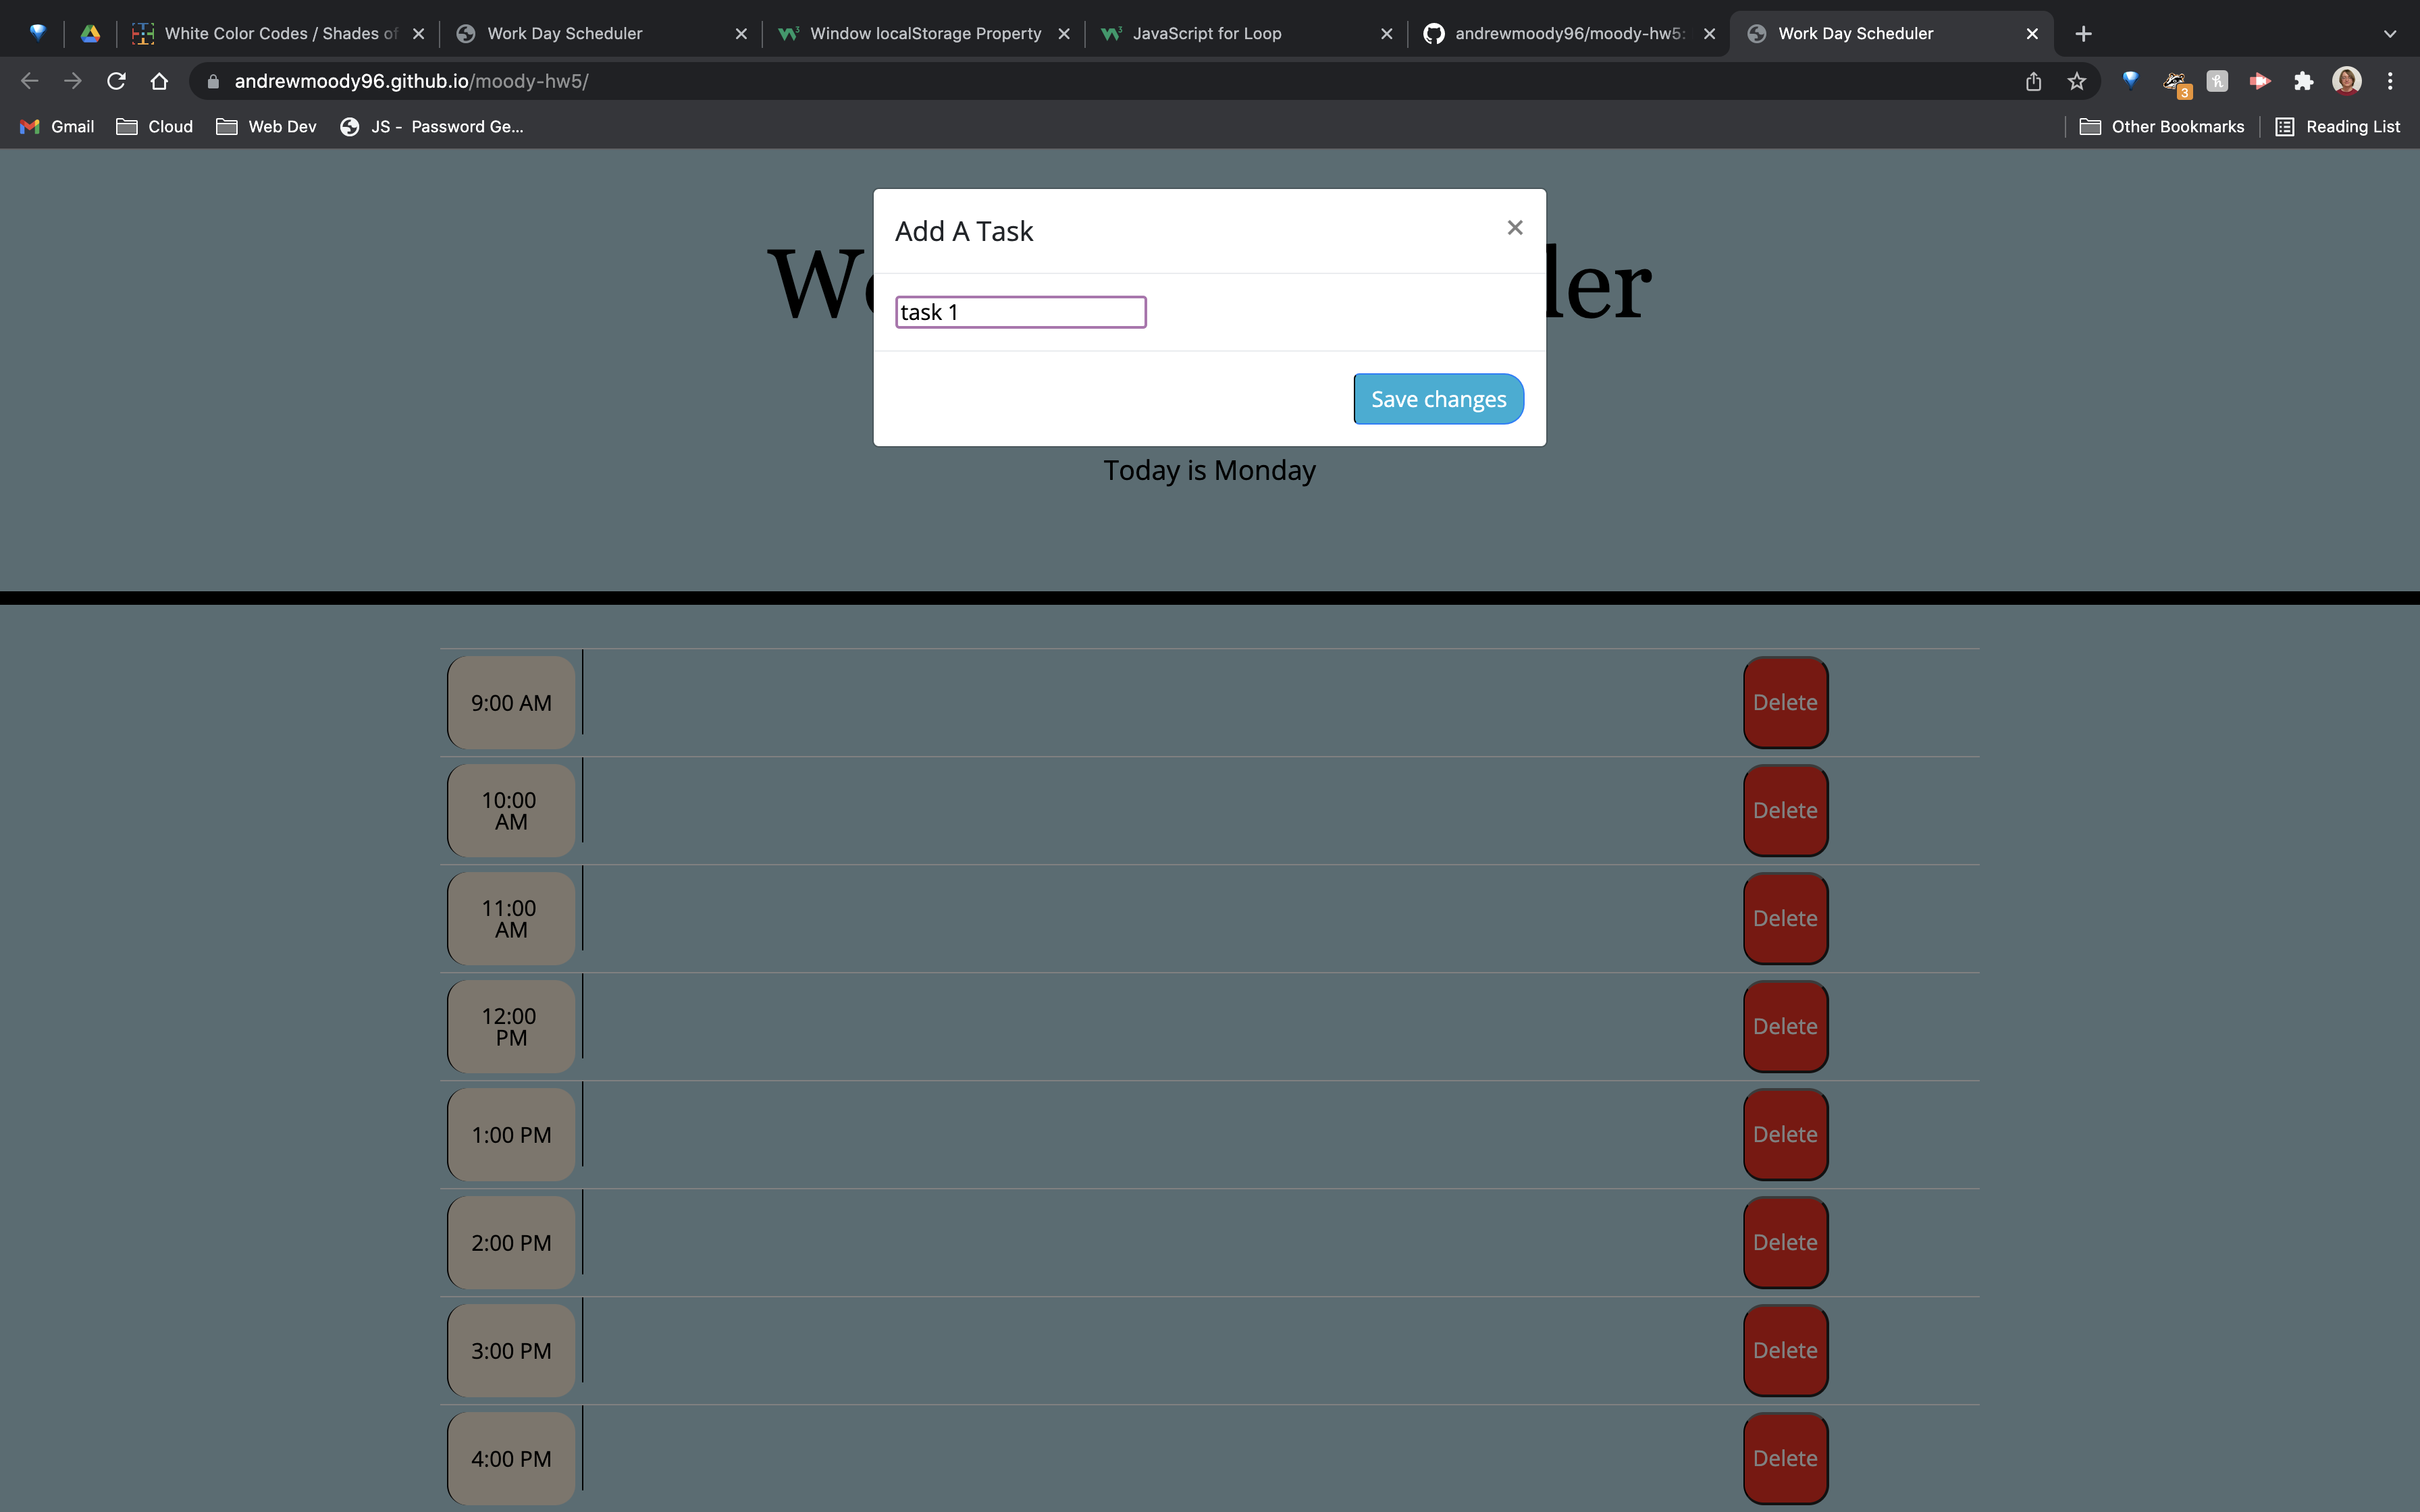 White Color Codes / Shades of
Work Day Scheduler
Window localStorage Property
JavaScript for Loop
andrewmoody96/moody-hw5:
Work Day Scheduler
andrewmoody96.github.io/moody-hw5/
3
Gmail
Cloud
Web Dev
JS - Password Ge...
Other Bookmarks
Reading List
Add A Task
ler
task 1
Save changes
Today is Monday
9:00 AM
Delete
10:00
AM
Delete
11:00
AM
Delete
12:00
PM
Delete
1:00 PM
Delete
2:00 PM
Delete
3:00 PM
Delete
4:00 PM
Delete